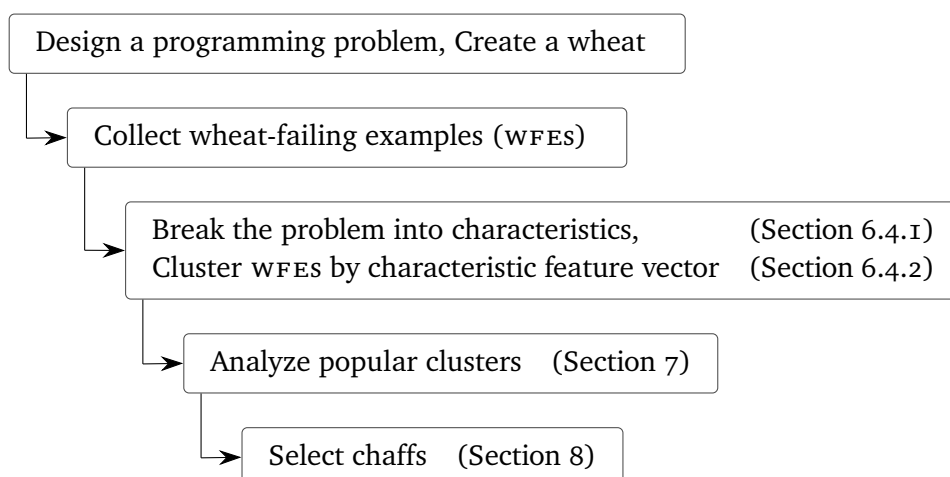 Design a programming problem, Create a wheat
Collect wheat-failing examples (WFEs)
Break the problem into characteristics, (Section 6.4.1)
Cluster WFEs by characteristic feature vector (Section 6.4.2)
Analyze popular clusters (Section 7)
Select chaffs (Section 8)